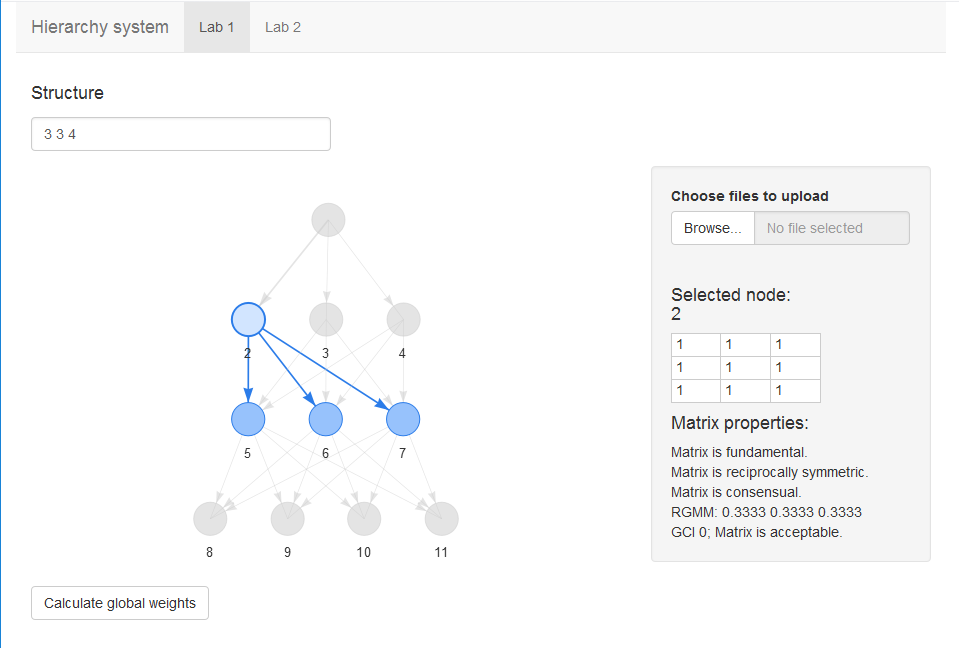 Hierarchy system Lab 1 Lab 2
Structure
3 3 4
Choose files to upload
Browse... No file selected
Selected node:
2
1 1 1
1 1 1
1 1 1
Matrix properties:
Matrix is fundamental.
Matrix is reciprocally symmetric.
Matrix is consensual.
RGMM: 0.3333 0.3333 0.3333
GCI 0; Matrix is acceptable.
2 3 4
5 6 7
8 9 10 11
Calculate global weights